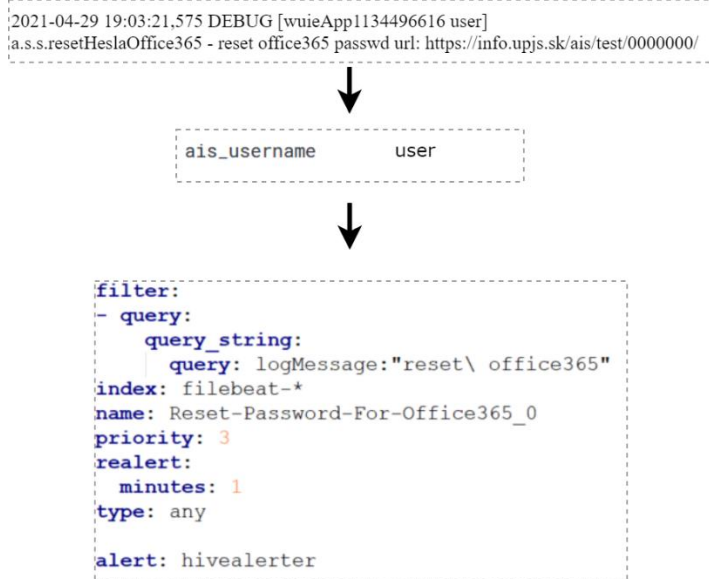 2021-04-29 19:03:21,575 DEBUG [wuieApp1134496616 user]
a.s.s.resetHeslaOffice365 - reset office365 passwd url: https://info.upjs.sk/ais/test/0000000/
ais_username user
filter:
- query:
    query_string:
      query: logMessage:"reset\ office365"
index: filebeat-*
name: Reset-Password-For-Office365_0
priority: 3
realert:
  minutes: 1
type: any
alert: hivealerter